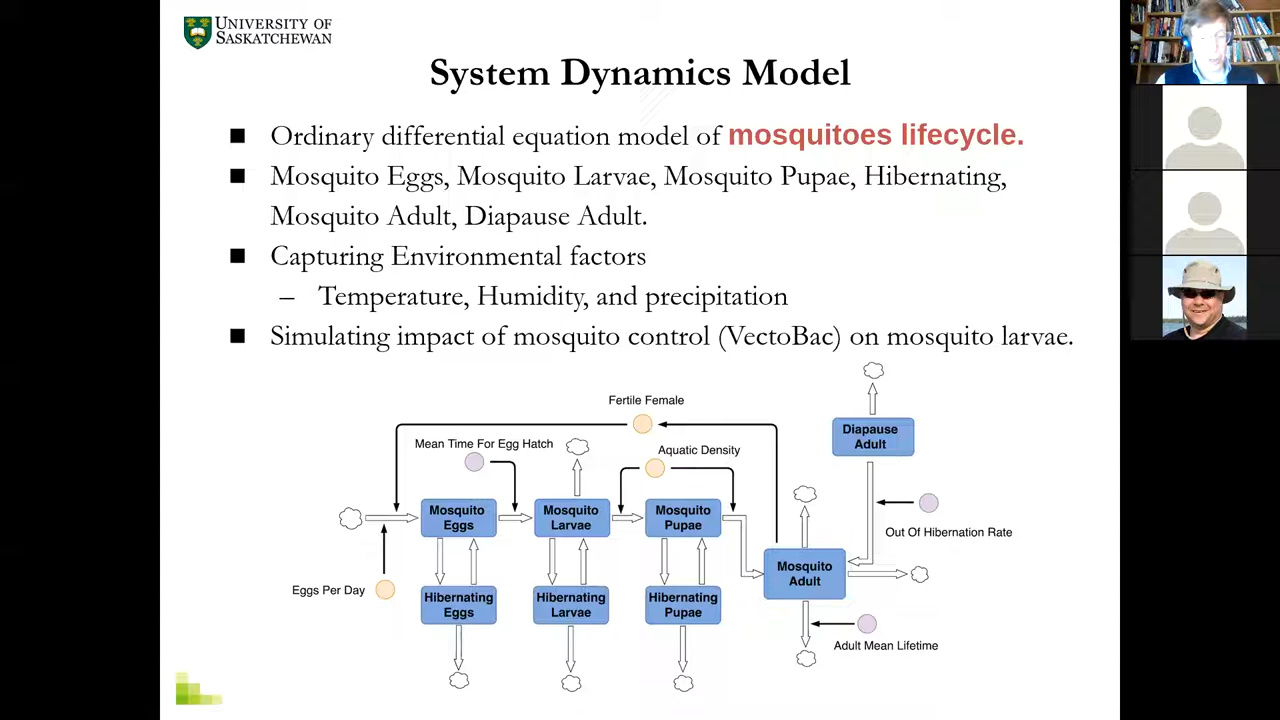 UNIVERSITY OF
SASKATCHEWAN
System Dynamics Model
Ordinary differential equation model of mosquitoes lifecycle.
Mosquito Eggs, Mosquito Larvae, Mosquito Pupae, Hibernating,
Mosquito Adult, Diapause Adult.
Capturing Environmental factors
– Temperature, Humidity, and precipitation
Simulating impact of mosquito control (VectoBac) on mosquito larvae.
Fertile Female
Mean Time For Egg Hatch
Aquatic Density
Diapause
Adult
Mosquito
Eggs
Mosquito
Larvae
Mosquito
Pupae
Out Of Hibernation Rate
Mosquito
Adult
Eggs Per Day
Hibernating
Eggs
Hibernating
Larvae
Hibernating
Pupae
Adult Mean Lifetime